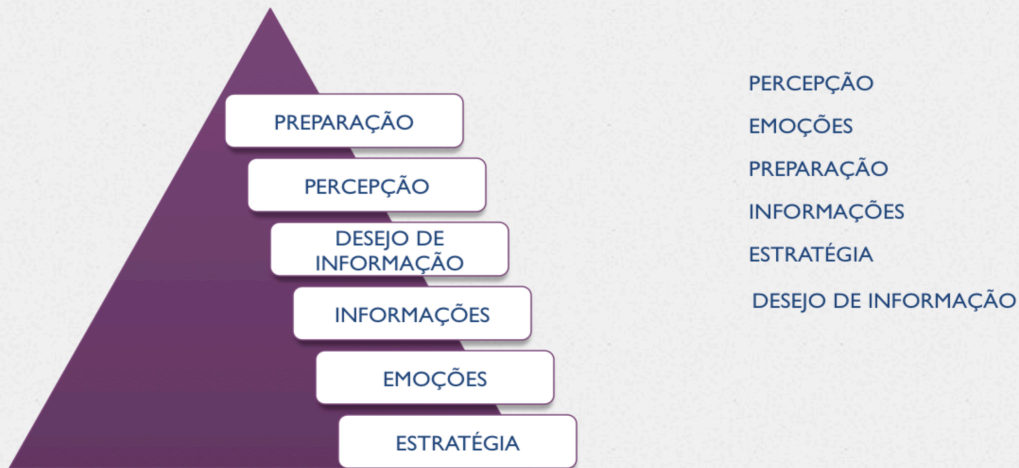 PREPARAÇÃO
PERCEPÇÃO
DESEJO DE
INFORMAÇÃO
INFORMAÇÕES
EMOÇÕES
ESTRATÉGIA
PERCEPÇÃO
EMOÇÕES
PREPARAÇÃO
INFORMAÇÕES
ESTRATÉGIA
DESEJO DE INFORMAÇÃO